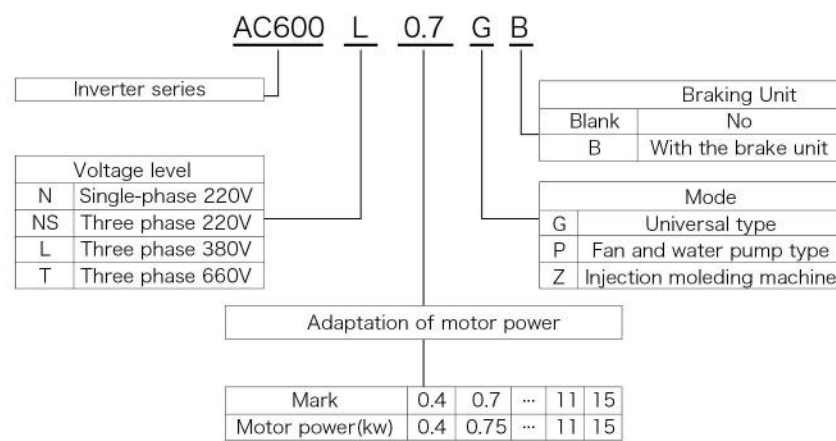 AC600 L 0.7 G B
Inverter series
Braking Unit
Blank No
B With the brake unit
Voltage level
N Single-phase 220V
NS Three phase 220V
L Three phase 380V
T Three phase 660V
Mode
G Universal type
P Fan and water pump type
Z Injection moleding machine
Adaptation of motor power
Mark 0.4 0.7 ··· 11 15
Motor power(kw) 0.4 0.75 ··· 11 15